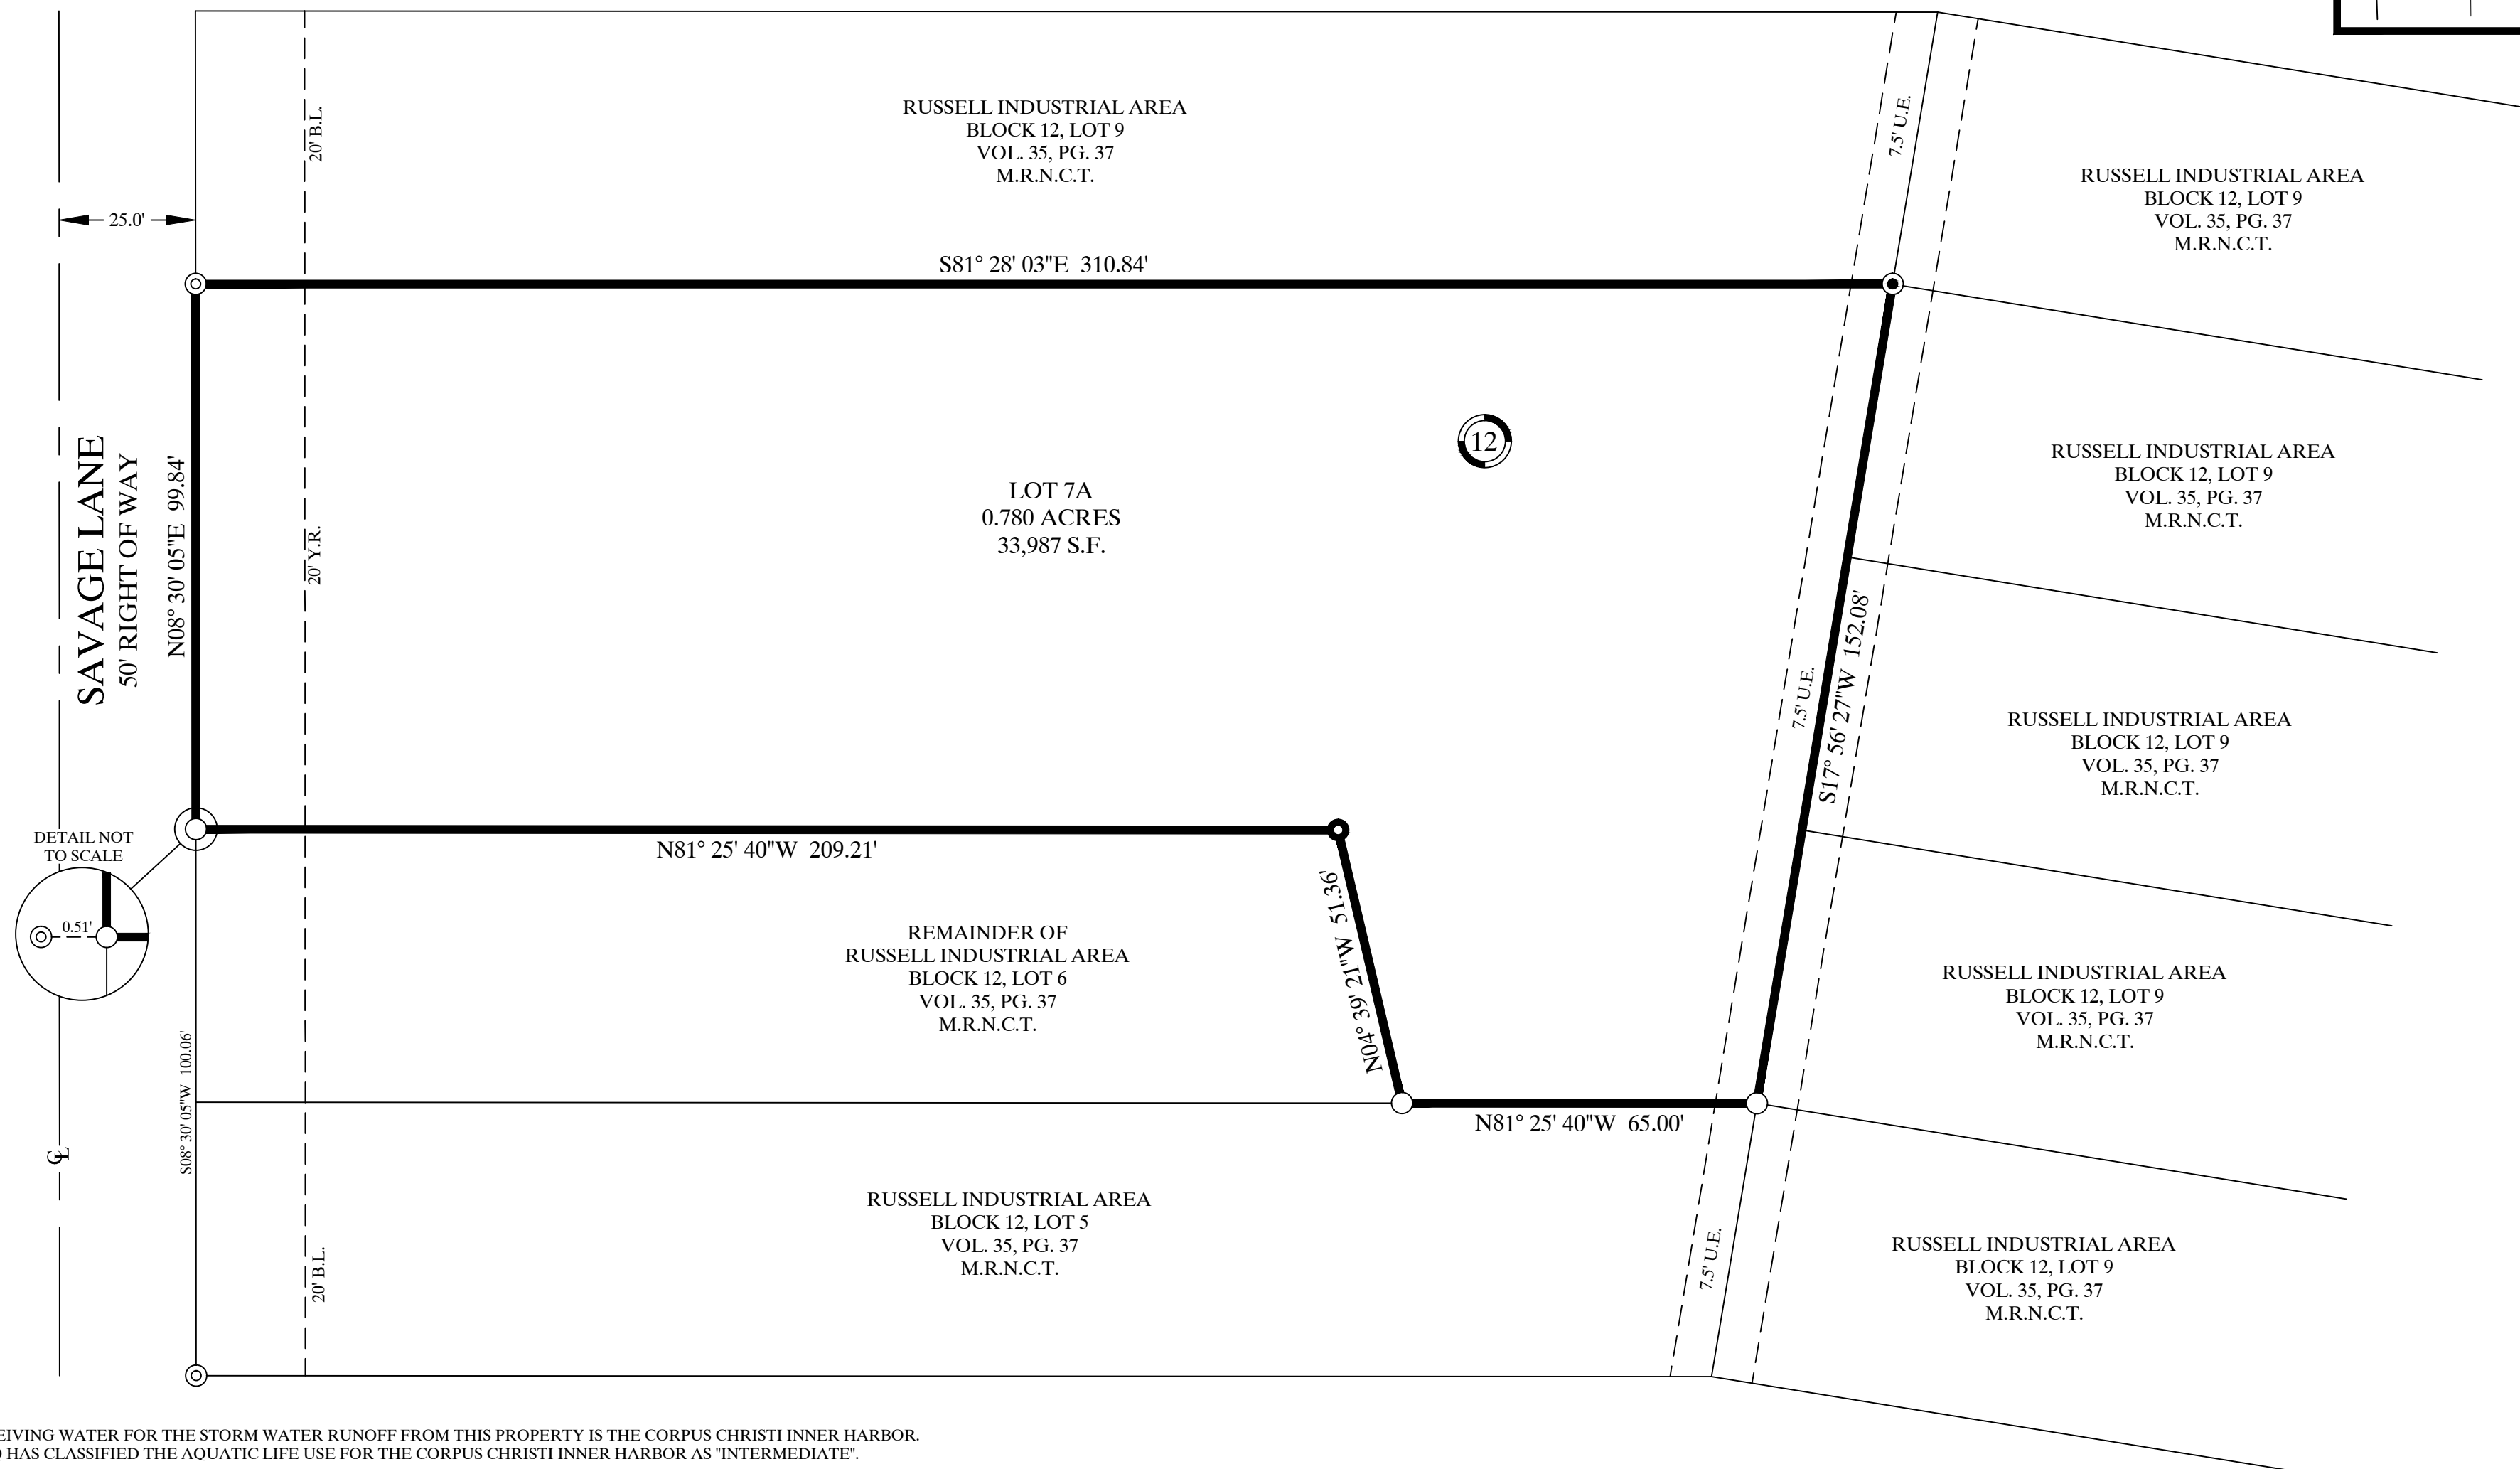 RUSSELL INDUSTRIAL AREA
BLOCK 12, LOT 9
VOL. 35, PG. 37
M.R.N.C.T.
20' B.L.
7.5' U.E.
RUSSELL INDUSTRIAL AREA
BLOCK 12, LOT 9
VOL. 35, PG. 37
M.R.N.C.T.
25.0'
S81° 28' 03"E 310.84'
SAVAGE LANE
50' RIGHT OF WAY
N08° 30' 05"E 99.84'
20' Y.R.
12
LOT 7A
0.780 ACRES
33,987 S.F.
RUSSELL INDUSTRIAL AREA
BLOCK 12, LOT 9
VOL. 35, PG. 37
M.R.N.C.T.
7.5' U.E.
S17° 56' 27"W 152.08'
RUSSELL INDUSTRIAL AREA
BLOCK 12, LOT 9
VOL. 35, PG. 37
M.R.N.C.T.
DETAIL NOT
TO SCALE
0.51'
N81° 25' 40"W 209.21'
N04° 39' 21"W 51.36'
REMAINDER OF
RUSSELL INDUSTRIAL AREA
BLOCK 12, LOT 6
VOL. 35, PG. 37
M.R.N.C.T.
RUSSELL INDUSTRIAL AREA
BLOCK 12, LOT 9
VOL. 35, PG. 37
M.R.N.C.T.
S08° 30' 05"W 100.06'
℄
N81° 25' 40"W 65.00'
RUSSELL INDUSTRIAL AREA
BLOCK 12, LOT 5
VOL. 35, PG. 37
M.R.N.C.T.
20' B.L.
7.5' U.E.
RUSSELL INDUSTRIAL AREA
BLOCK 12, LOT 9
VOL. 35, PG. 37
M.R.N.C.T.
EIVING WATER FOR THE STORM WATER RUNOFF FROM THIS PROPERTY IS THE CORPUS CHRISTI INNER HARBOR.
HAS CLASSIFIED THE AQUATIC LIFE USE FOR THE CORPUS CHRISTI INNER HARBOR AS "INTERMEDIATE".